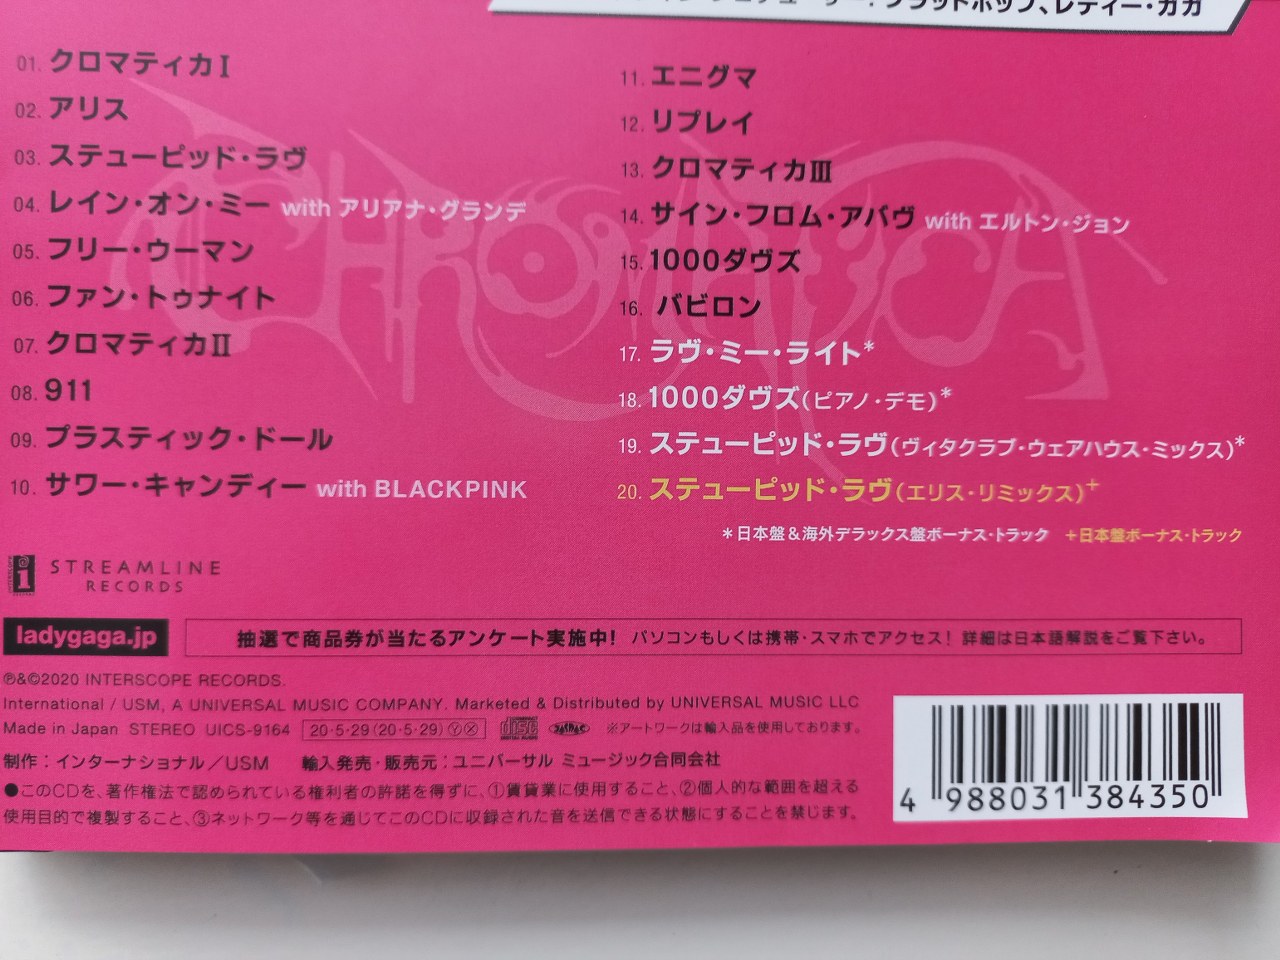 ブラッドポップ、レディー・ガガ
01. クロマティカⅠ
02. アリス
03. ステューピッド・ラヴ
04. レイン・オン・ミー with アリアナ・グランデ
05. フリー・ウーマン
06. ファン・トゥナイト
07. クロマティカⅡ
08. 911
09. プラスティック・ドール
10. サワー・キャンディー with BLACKPINK
11. エニグマ
12. リプレイ
13. クロマティカⅢ
14. サイン・フロム・アバヴ with エルトン・ジョン
15. 1000ダヴズ
16. バビロン
17. ラヴ・ミー・ライト*
18. 1000ダヴズ(ピアノ・デモ)*
19. ステューピッド・ラヴ(ヴィタクラブ・ウェアハウス・ミックス)*
20. ステューピッド・ラヴ(エリス・リミックス)+
*日本盤&海外デラックス盤ボーナス・トラック +日本盤ボーナス・トラック
CHROMATICA
STREAMLINE
RECORDS
ladygaga.jp
抽選で商品券が当たるアンケート実施中! パソコンもしくは携帯・スマホでアクセス! 詳細は日本語解説をご覧下さい。
℗&©2020 INTERSCOPE RECORDS.
International / USM, A UNIVERSAL MUSIC COMPANY. Marketed & Distributed by UNIVERSAL MUSIC LLC
Made in Japan STEREO UICS-9164 20・5・29(20・5・29)ⓎⓍ disc ※アートワークは輸入品を使用しております。
制作:インターナショナル/USM 輸入発売・販売元:ユニバーサル ミュージック合同会社
●このCDを、著作権法で認められている権利者の許諾を得ずに、①賃貸業に使用すること、②個人的な範囲を超える
使用目的で複製すること、③ネットワーク等を通じてこのCDに収録された音を送信できる状態にすることを禁じます。
4 988031 384350